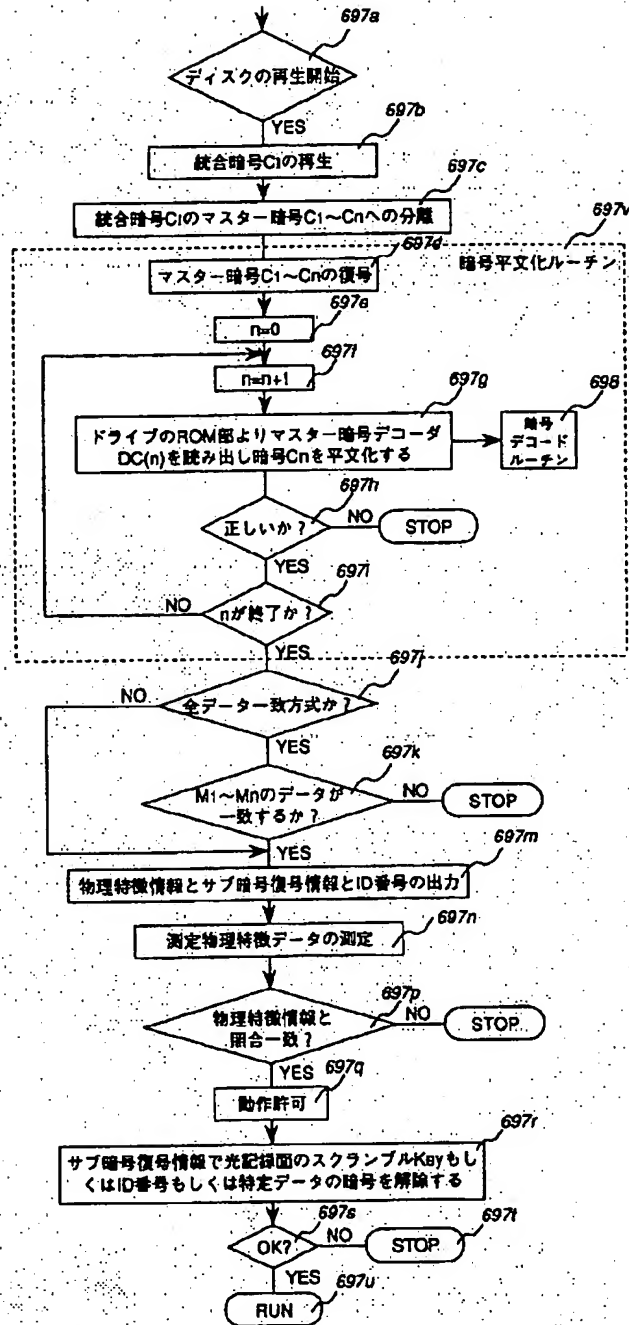 697a
ディスクの再生開始
YES
697b
統合暗号CIの再生
697c
統合暗号CIのマスター暗号C1~Cnへの分離
697d
697v
マスター暗号C1~Cnの復号
暗号平文化ルーチン
697e
n=0
697f
n=n+1
697g
698
ドライブのROM部よりマスター暗号デコーダ
DC(n)を読み出し暗号Cnを平文化する
暗号
デコード
ルーチン
697h
正しいか?
NO
STOP
YES
697i
NO
nが終了か?
YES
697j
NO
全データ一致方式か?
YES
697k
M1~Mnのデータが
一致するか?
NO
STOP
YES
697m
物理特徴情報とサブ暗号復号情報とID番号の出力
697n
測定物理特徴データの測定
697p
物理特徴情報と
照合一致?
NO
STOP
YES
697q
動作許可
697r
サブ暗号復号情報で光記録面のスクランブルKeyもし
くはID番号もしくは特定データの暗号を解除する
697s
OK?
NO
697t
STOP
YES
697u
RUN